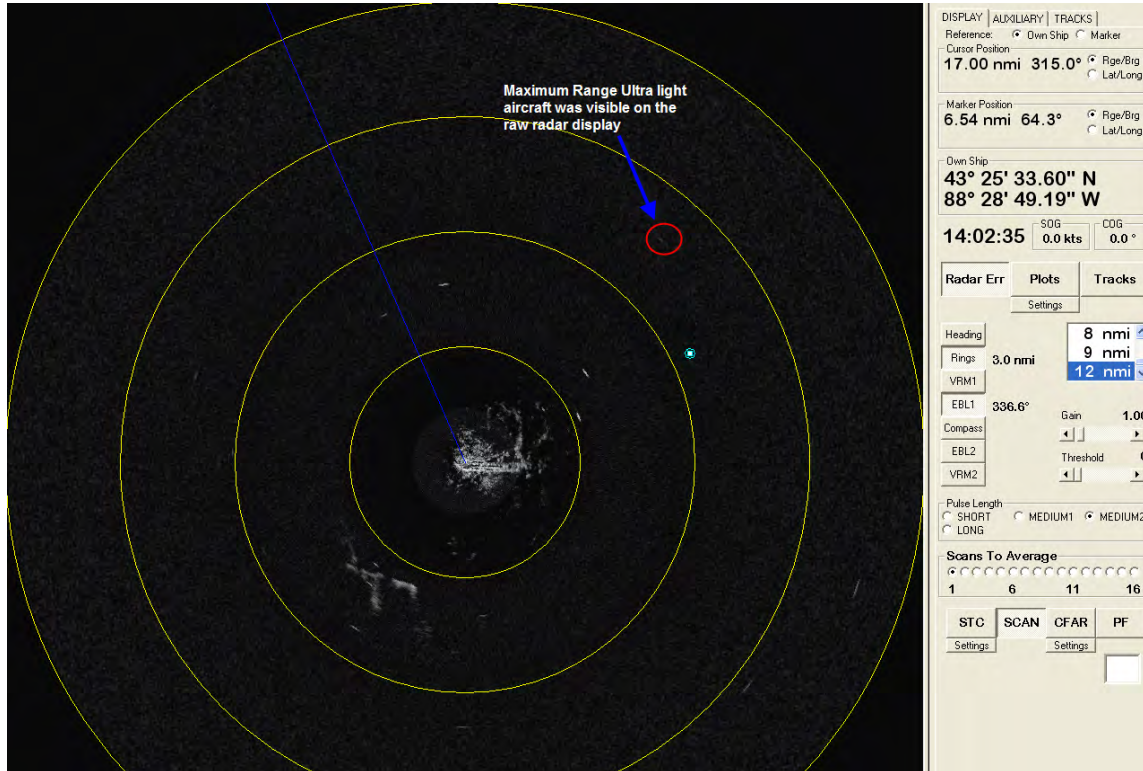 Maximum Range Ultra light
aircraft was visible on the
raw radar display
DISPLAY AUXILIARY TRACKS
Reference: Own Ship Marker
Cursor Position
17.00 nmi 315.0° Rge/Brg
Lat/Long
Marker Position
6.54 nmi 64.3° Rge/Brg
Lat/Long
Own Ship
43° 25' 33.60" N
88° 28' 49.19" W
14:02:35 SOG 0.0 kts COG 0.0 °
Radar Err Plots Tracks
Settings
Heading
8 nmi
9 nmi
12 nmi
Rings 3.0 nmi
VRM1
EBL1 336.6°
Gain 1.00
Compass
EBL2
Threshold
VRM2
Pulse Length
SHORT MEDIUM1 MEDIUM2
LONG
Scans To Average
1 6 11 16
STC SCAN CFAR PF
Settings Settings